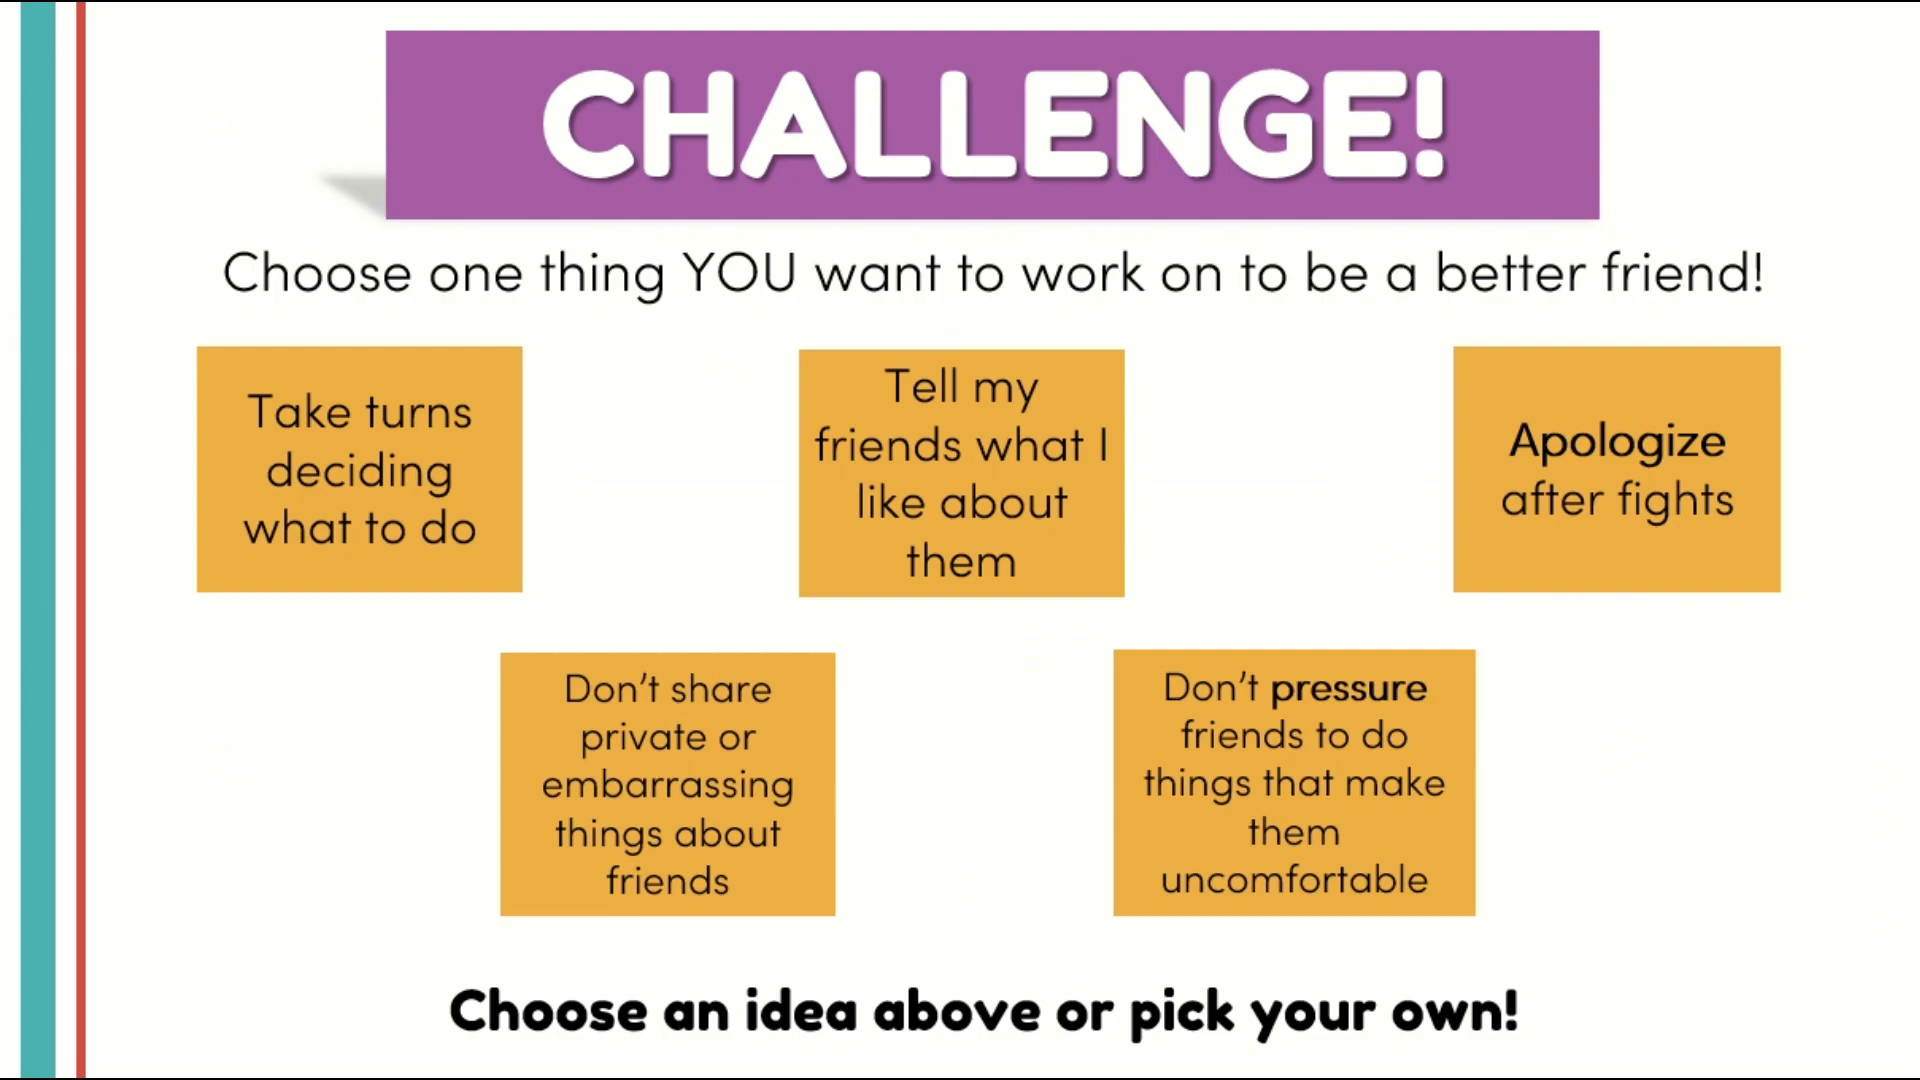 CHALLENGE!
Choose one thing YOU want to work on to be a better friend!
Take turns
deciding
what to do
Tell my
friends what I
like about
them
Apologize
after fights
Don’t share
private or
embarrassing
things about
friends
Don’t pressure
friends to do
things that make
them
uncomfortable
Choose an idea above or pick your own!